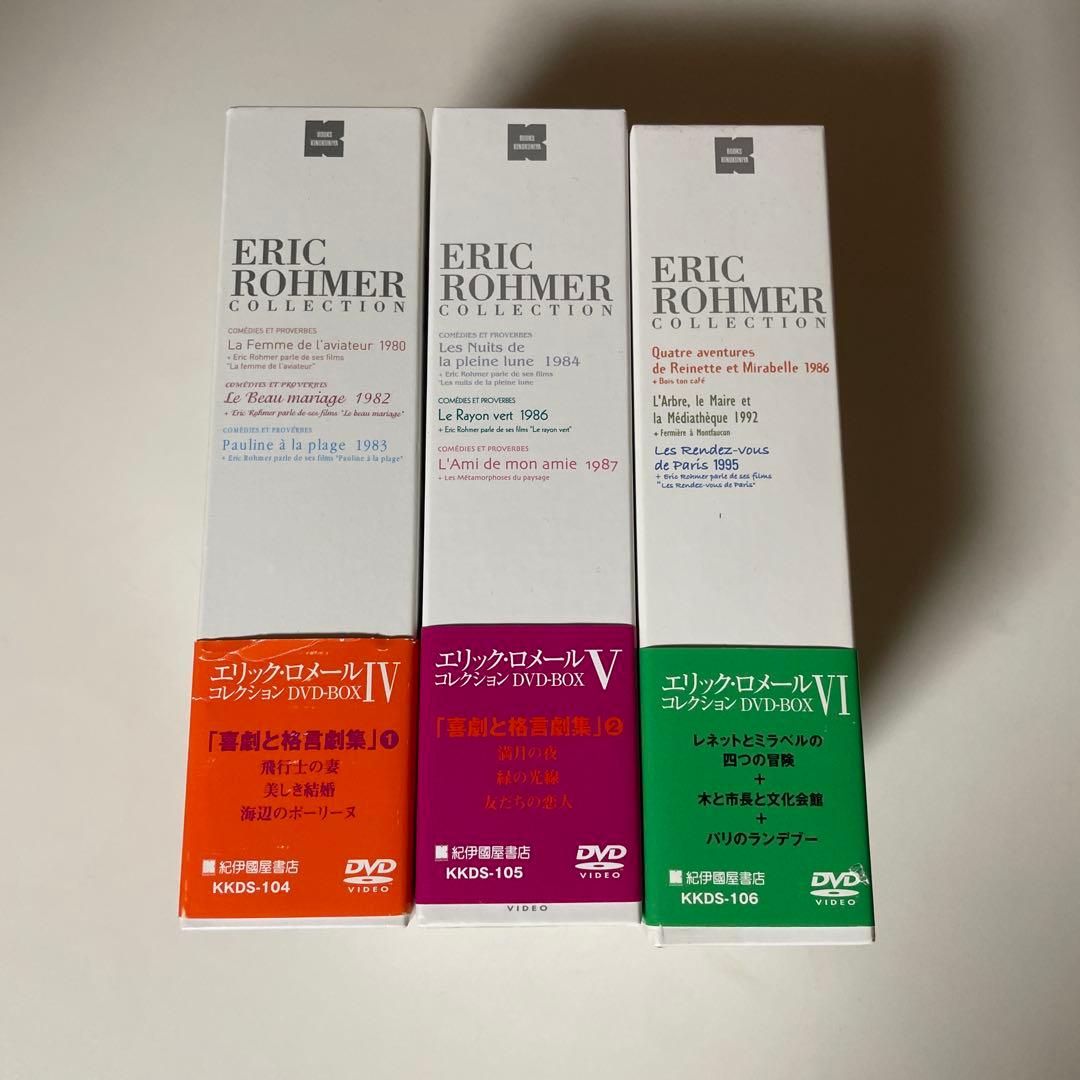 BOOKS
KINOKUNIYA
ERIC
ROHMER
COLLECTION
COMÉDIES ET PROVERBES
La Femme de l'aviateur 1980
+ Eric Rohmer parle de ses films
"La femme de l'aviateur"
COMÉDIES ET PROVERBES
Le Beau mariage 1982
+ Eric Rohmer parle de ses films "Le beau mariage"
COMÉDIES ET PROVERBES
Pauline à la plage 1983
+ Eric Rohmer parle de ses films "Pauline à la plage"
エリック・ロメール
コレクション DVD-BOX IV
「喜劇と格言劇集」❶
飛行士の妻
美しき結婚
海辺のポーリーヌ
紀伊國屋書店
KKDS-104
DVD
VIDEO
BOOKS
KINOKUNIYA
ERIC
ROHMER
COLLECTION
COMÉDIES ET PROVERBES
Les Nuits de
la pleine lune 1984
+ Eric Rohmer parle de ses films
"Les nuits de la pleine lune
COMÉDIES ET PROVERBES
Le Rayon vert 1986
+ Eric Rohmer parle de ses films "Le rayon vert"
COMÉDIES ET PROVERBES
L'Ami de mon amie 1987
+ Les Métamorphoses du paysage
エリック・ロメール
コレクション DVD-BOX V
「喜劇と格言劇集」❷
満月の夜
緑の光線
友だちの恋人
紀伊國屋書店
KKDS-105
DVD
VIDEO
VIDEO
BOOKS
KINOKUNIYA
ERIC
ROHMER
COLLECTION
Quatre aventures
de Reinette et Mirabelle 1986
+ Bois ton café
L'Arbre, le Maire et
la Médiathèque 1992
+ Fermière à Montfaucon
Les Rendez-vous
de Paris 1995
+ Eric Rohmer parle de ses films
"Les Rendez-vous de Paris"
エリック・ロメール
コレクション DVD-BOX VI
レネットとミラベルの
四つの冒険
+
木と市長と文化会館
+
パリのランデブー
紀伊國屋書店
KKDS-106
DVD
VIDEO